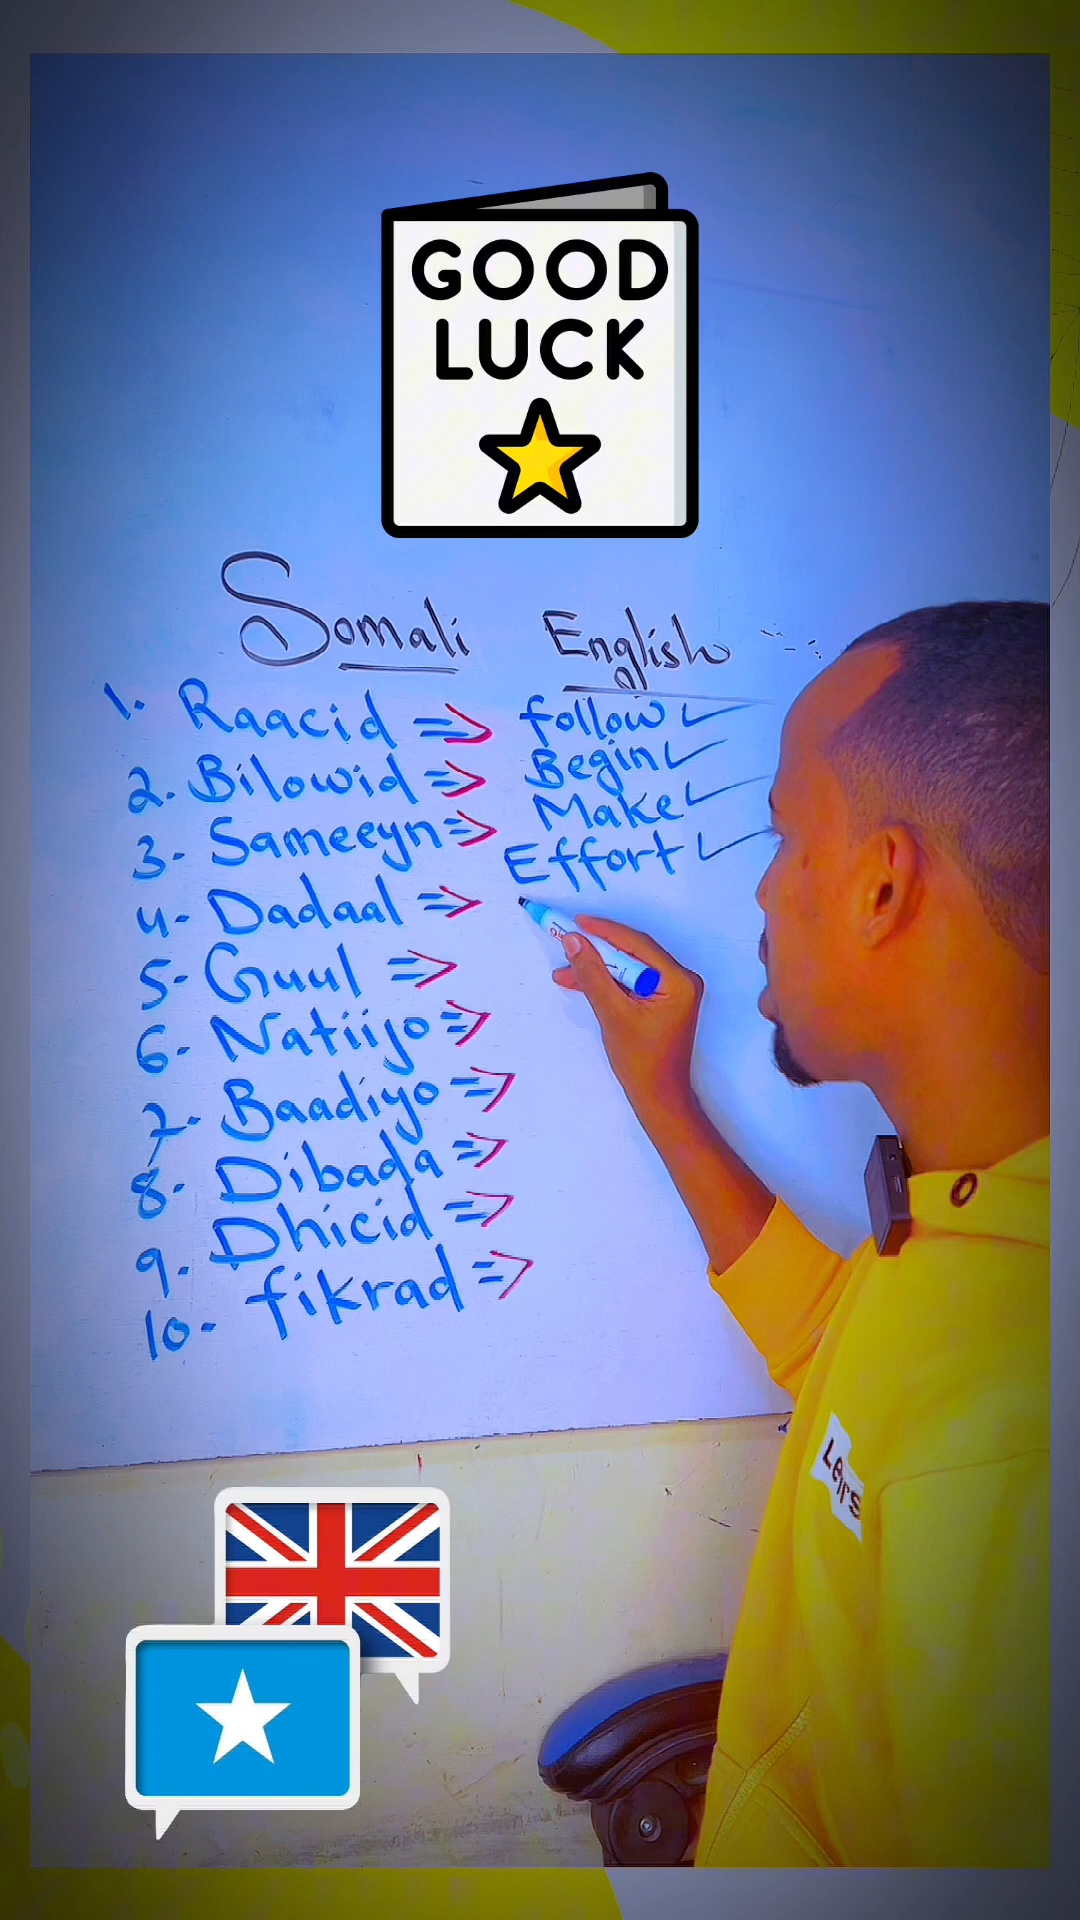 GOOD
LUCK
Somali English
1. Raacid => follow ✓
2. Bilowid => Begin ✓
3- Sameeyn => Make ✓
4- Dadaal => Effort ✓
5- Guul =>
6- Natiijo =>
7- Baadiyo =>
8- Dibada =>
9- Dhicid =>
10- fikrad =>